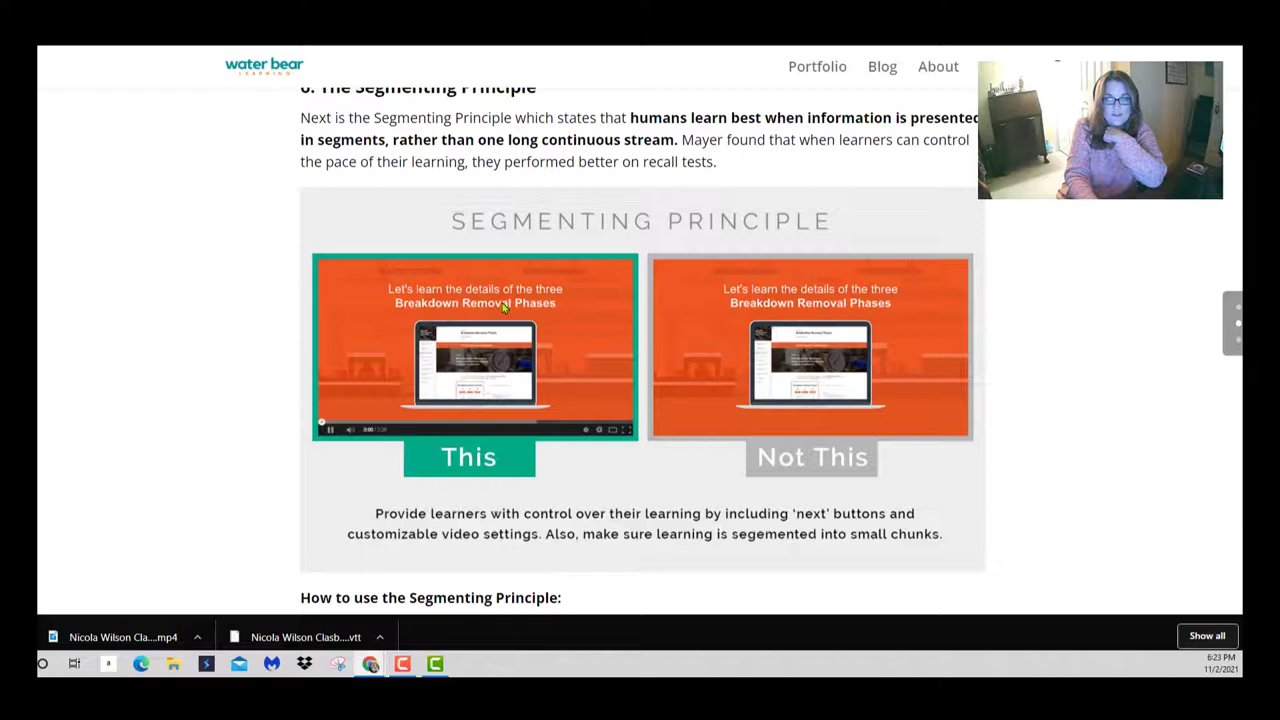 water bear
LEARNING
Portfolio Blog About
6. The Segmenting Principle
Next is the Segmenting Principle which states that humans learn best when information is presented
in segments, rather than one long continuous stream. Mayer found that when learners can control
the pace of their learning, they performed better on recall tests.
SEGMENTING PRINCIPLE
Let's learn the details of the three
Breakdown Removal Phases
Let's learn the details of the three
Breakdown Removal Phases
This
Not This
Provide learners with control over their learning by including 'next' buttons and
customizable video settings. Also, make sure learning is segemented into small chunks.
How to use the Segmenting Principle:
Nicola Wilson Cla....mp4
Nicola Wilson Clasb....vtt
Show all
6:23 PM
11/2/2021